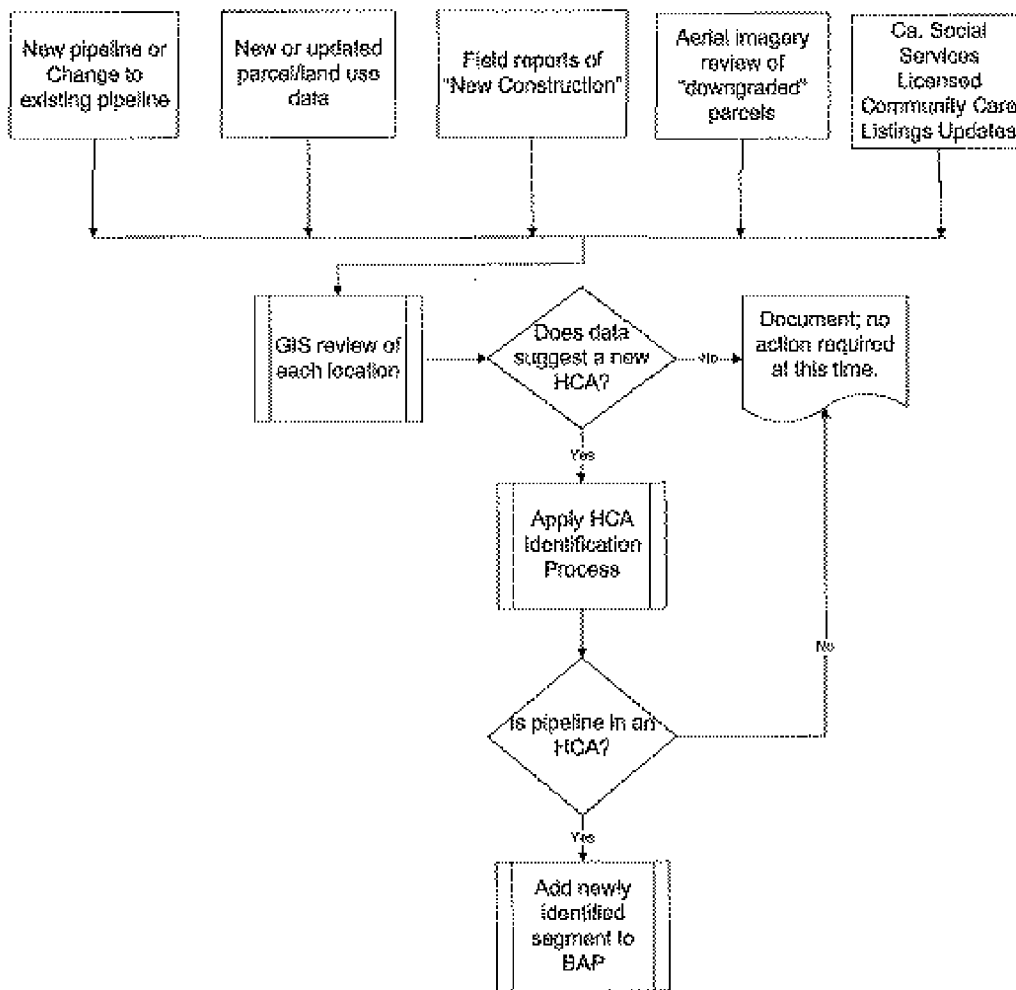 New pipeline or
Change to
existing pipeline
New or updated
parcel/land use
data
Field reports of
"New Construction"
Aerial imagery
review of
"downgraded"
parcels
Ca. Social
Services
Licensed
Community Care
Listings Updates
GIS review of
each location
Does data
suggest a new
HCA?
No
Document; no
action required
at this time.
Yes
Apply HCA
Identification
Process
No
Is pipeline in an
HCA?
Yes
Add newly
identified
segment to
BAP